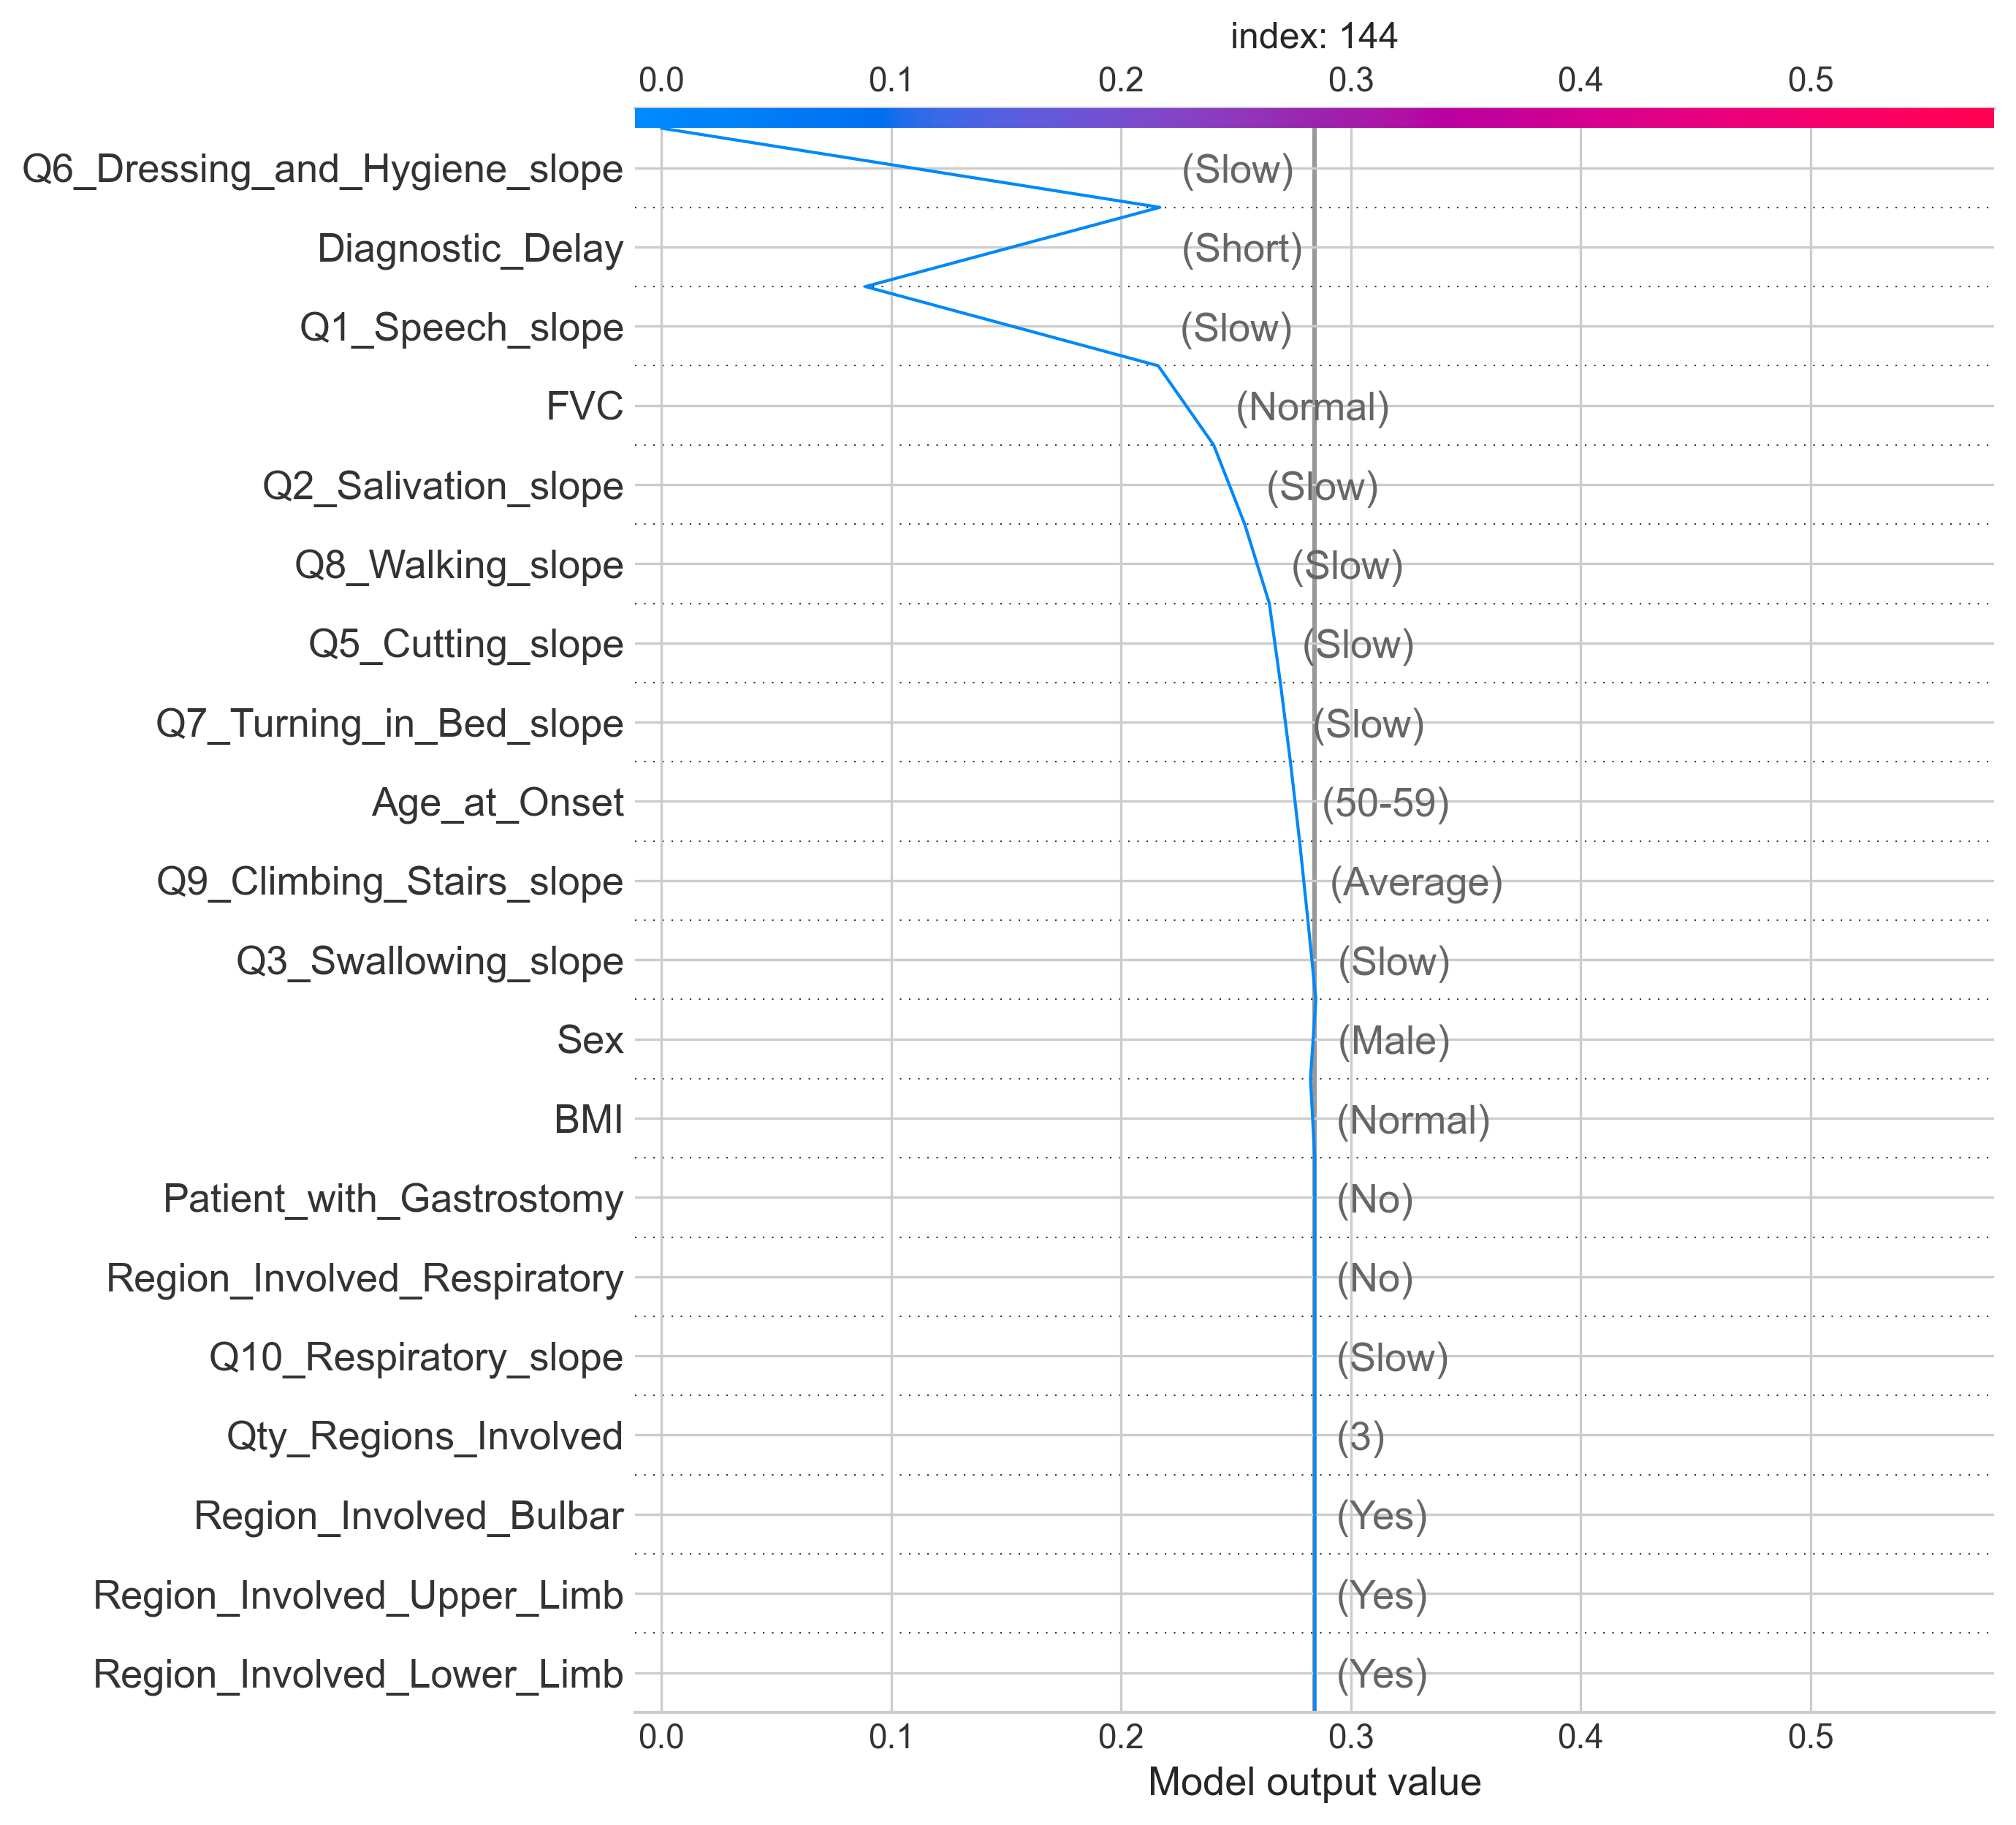 index: 144
0.0 0.1 0.2 0.3 0.4 0.5
Q6_Dressing_and_Hygiene_slope (Slow)
Diagnostic_Delay (Short)
Q1_Speech_slope (Slow)
FVC (Normal)
Q2_Salivation_slope (Slow)
Q8_Walking_slope (Slow)
Q5_Cutting_slope (Slow)
Q7_Turning_in_Bed_slope (Slow)
Age_at_Onset (50-59)
Q9_Climbing_Stairs_slope (Average)
Q3_Swallowing_slope (Slow)
Sex (Male)
BMI (Normal)
Patient_with_Gastrostomy (No)
Region_Involved_Respiratory (No)
Q10_Respiratory_slope (Slow)
Qty_Regions_Involved (3)
Region_Involved_Bulbar (Yes)
Region_Involved_Upper_Limb (Yes)
Region_Involved_Lower_Limb (Yes)
0.0 0.1 0.2 0.3 0.4 0.5
Model output value